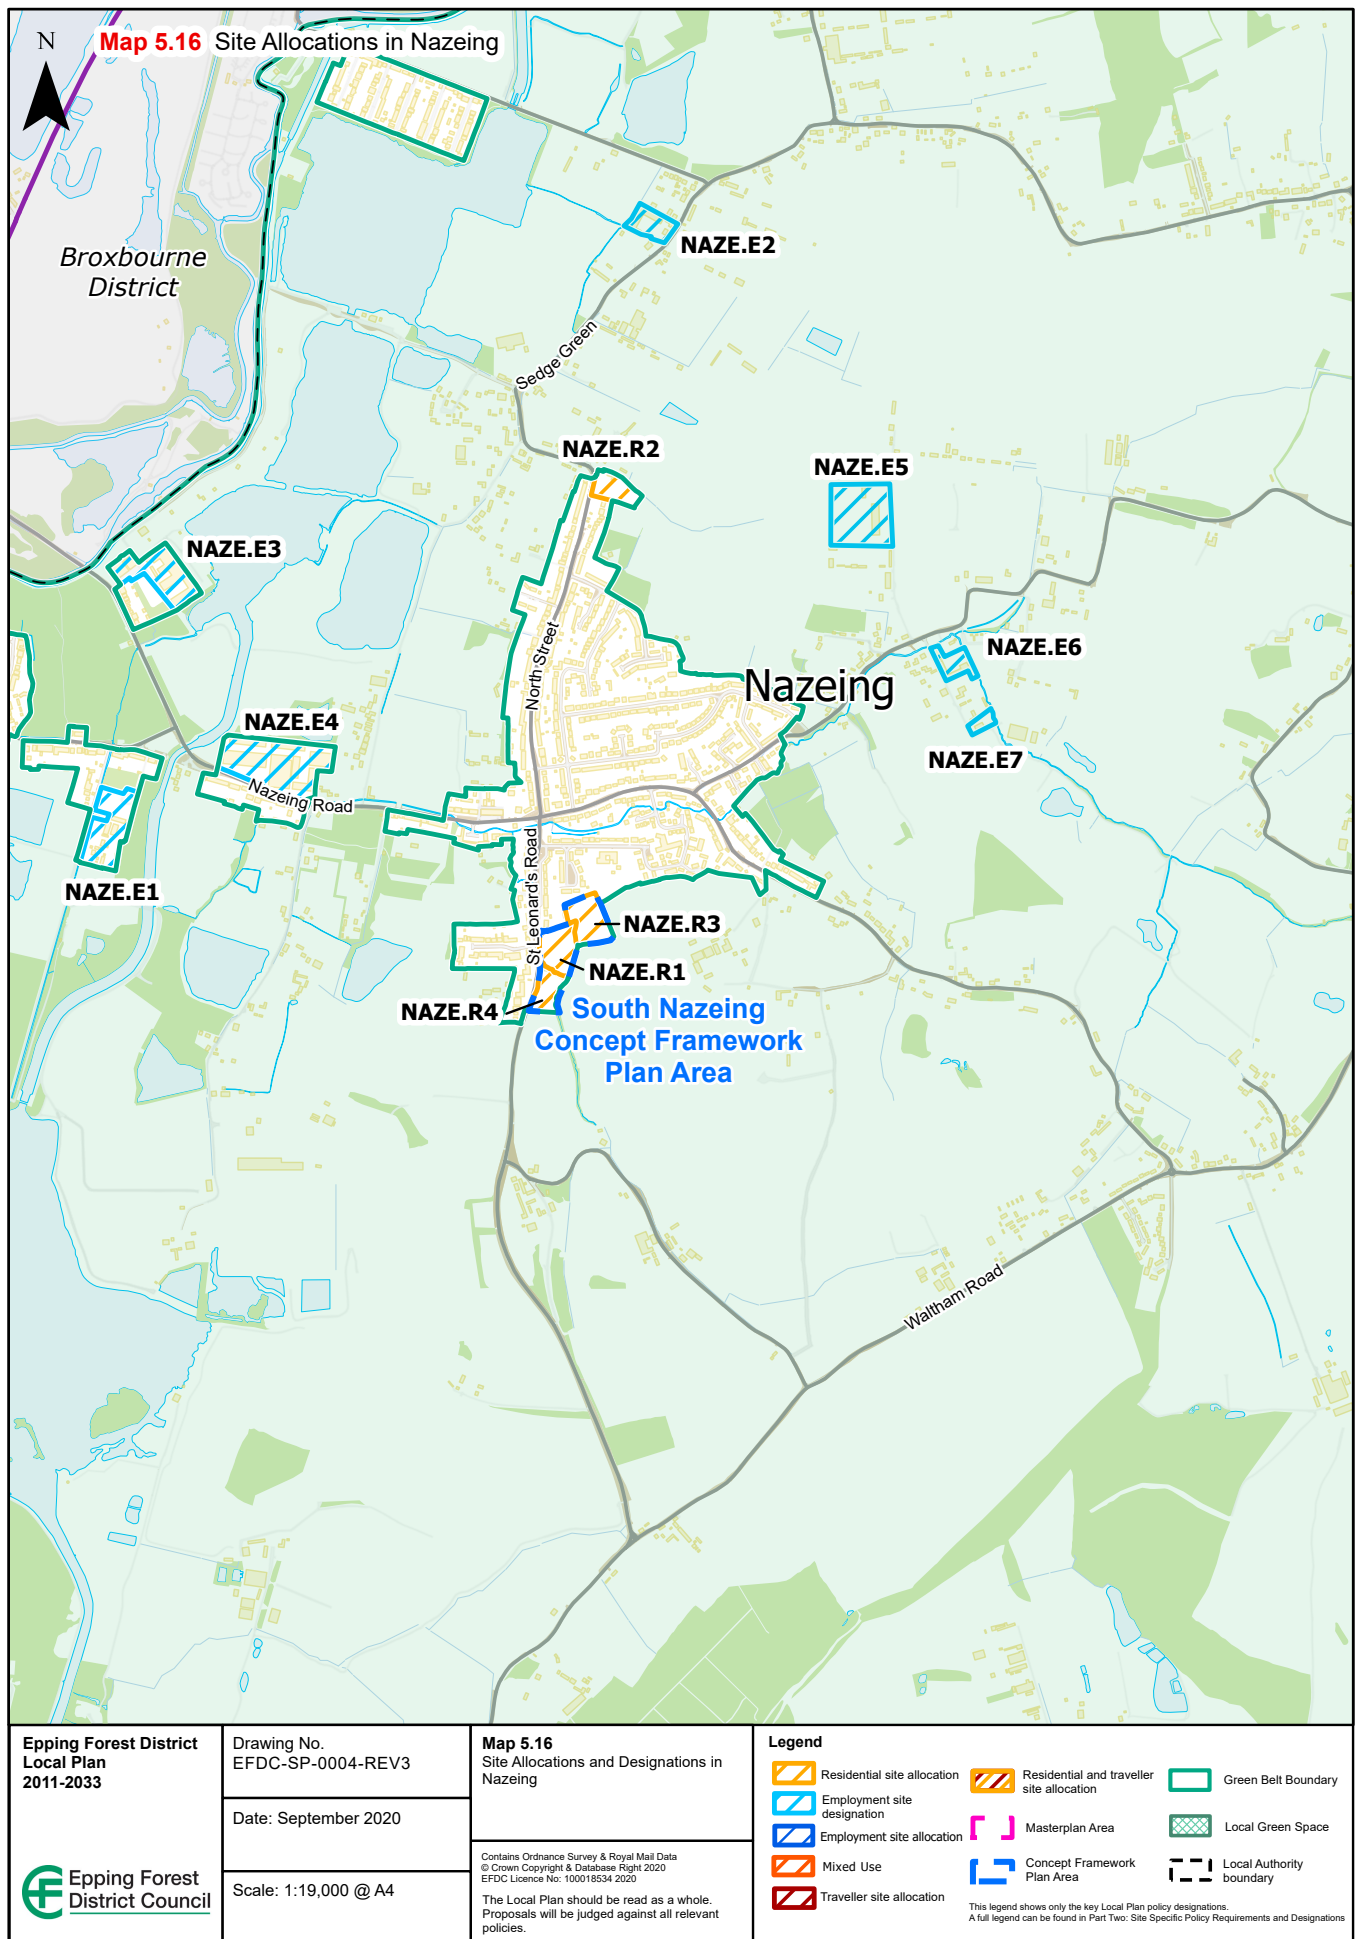 N
Map 5.16 Site Allocations in Nazeing
Broxbourne
District
NAZE.E2
Sedge Green
NAZE.R2
NAZE.E5
NAZE.E3
North Street
NAZE.E6
Nazeing
NAZE.E4
NAZE.E7
Nazeing Road
St Leonard's Road
NAZE.E1
NAZE.R3
NAZE.R1
NAZE.R4
South Nazeing
Concept Framework
Plan Area
Waltham Road
Epping Forest District
Local Plan
2011-2033
Epping Forest
District Council
Drawing No.
EFDC-SP-0004-REV3
Date: September 2020
Scale: 1:19,000 @ A4
Map 5.16
Site Allocations and Designations in
Nazeing
Contains Ordnance Survey & Royal Mail Data
© Crown Copyright & Database Right 2020
EFDC Licence No: 100018534 2020
The Local Plan should be read as a whole.
Proposals will be judged against all relevant
policies.
Legend
Residential site allocation
Employment site
designation
Employment site allocation
Mixed Use
Traveller site allocation
Residential and traveller
site allocation
Masterplan Area
Concept Framework
Plan Area
Green Belt Boundary
Local Green Space
Local Authority
boundary
This legend shows only the key Local Plan policy designations.
A full legend can be found in Part Two: Site Specific Policy Requirements and Designations